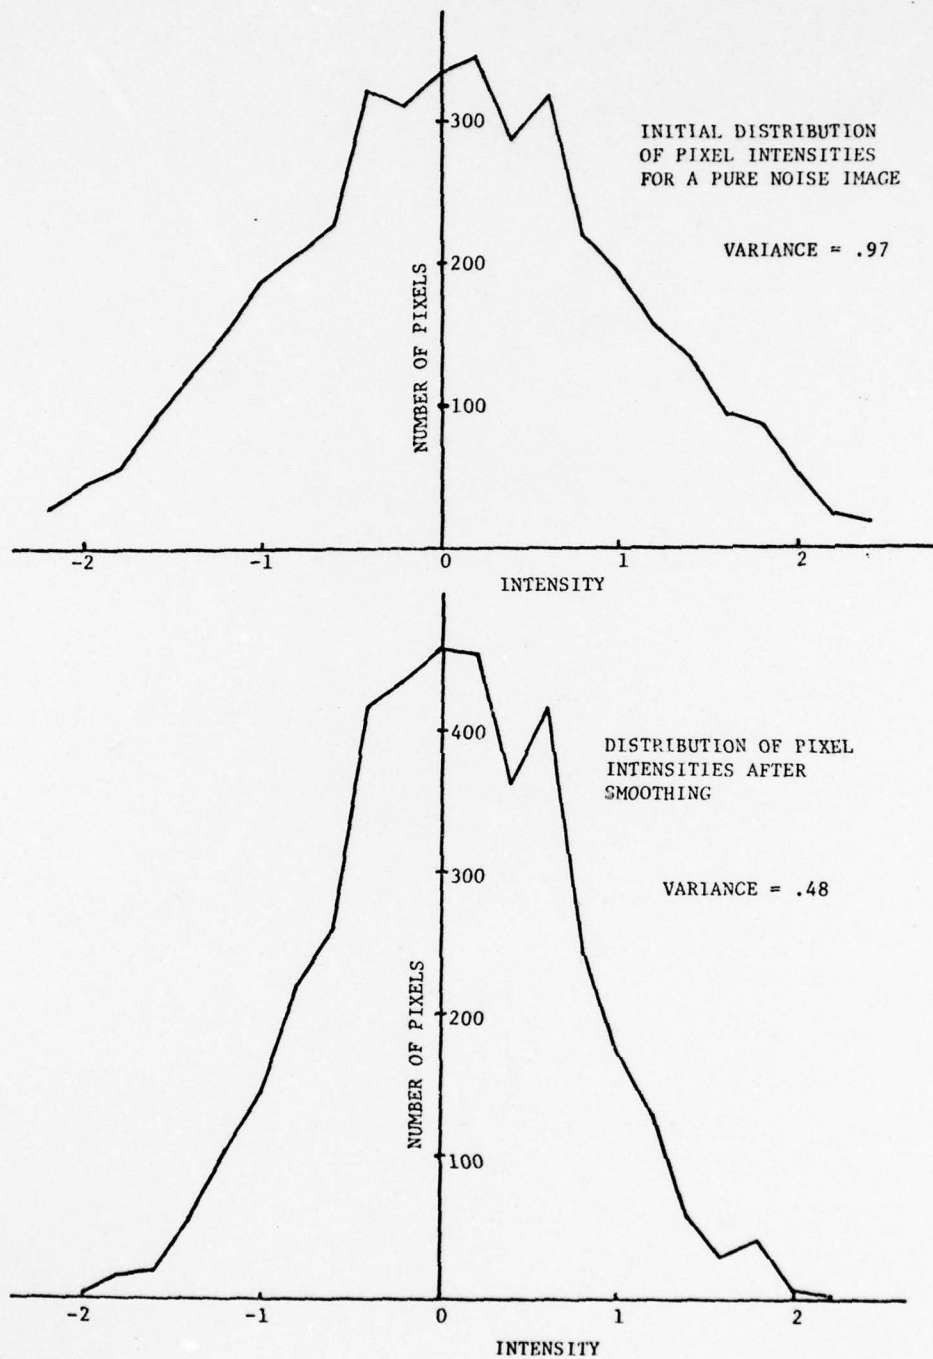 300
INITIAL DISTRIBUTION
OF PIXEL INTENSITIES
FOR A PURE NOISE IMAGE
VARIANCE = .97
200
NUMBER OF PIXELS
100
-2
-1
0
1
2
INTENSITY
400
DISTRIBUTION OF PIXEL
INTENSITIES AFTER
SMOOTHING
300
VARIANCE = .48
200
NUMBER OF PIXELS
100
-2
-1
0
1
2
INTENSITY